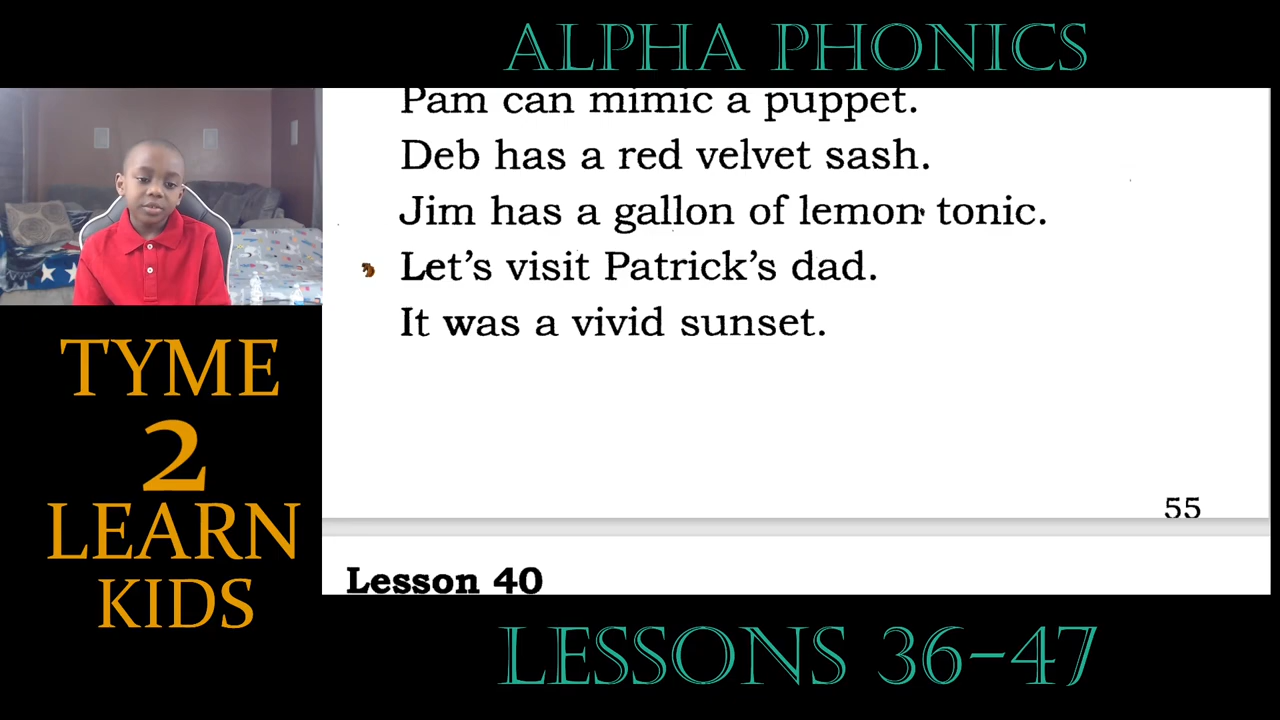 ALPHA PHONICS
Pam can mimic a puppet.
Deb has a red velvet sash.
Jim has a gallon of lemon tonic.
Let's visit Patrick's dad.
It was a vivid sunset.
55
Lesson 40
TYME
2
LEARN
KIDS
LESSONS 36-47